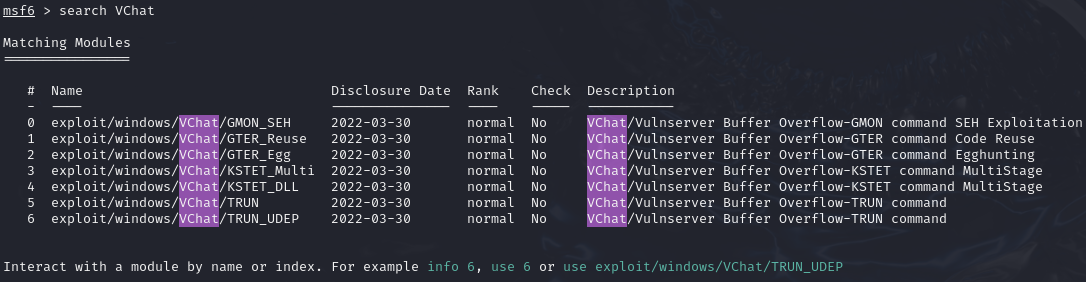 msf6 > search VChat
Matching Modules
================
#  Name                                Disclosure Date  Rank    Check  Description
-  ----                                ---------------  ----    -----  -----------
0  exploit/windows/VChat/GMON_SEH      2022-03-30       normal  No     VChat/Vulnserver Buffer Overflow-GMON command SEH Exploitation
1  exploit/windows/VChat/GTER_Reuse    2022-03-30       normal  No     VChat/Vulnserver Buffer Overflow-GTER command Code Reuse
2  exploit/windows/VChat/GTER_Egg      2022-03-30       normal  No     VChat/Vulnserver Buffer Overflow-GTER command Egghunting
3  exploit/windows/VChat/KSTET_Multi   2022-03-30       normal  No     VChat/Vulnserver Buffer Overflow-KSTET command MultiStage
4  exploit/windows/VChat/KSTET_DLL     2022-03-30       normal  No     VChat/Vulnserver Buffer Overflow-KSTET command MultiStage
5  exploit/windows/VChat/TRUN          2022-03-30       normal  No     VChat/Vulnserver Buffer Overflow-TRUN command
6  exploit/windows/VChat/TRUN_UDEP     2022-03-30       normal  No     VChat/Vulnserver Buffer Overflow-TRUN command
Interact with a module by name or index. For example info 6, use 6 or use exploit/windows/VChat/TRUN_UDEP